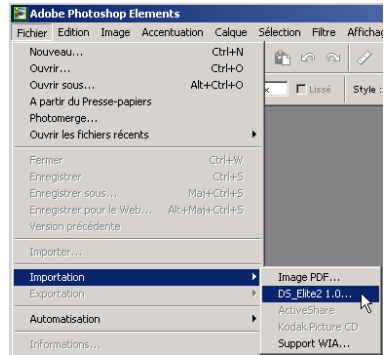 Adobe Photoshop Elements
Fichier Edition Image Accentuation Calque Sélection Filtre Affichag
Nouveau... Ctrl+N
Ouvrir... Ctrl+O
Ouvrir sous... Alt+Ctrl+O
A partir du Presse-papiers
Photomerge...
Ouvrir les fichiers récents
x Lissé Style :
Fermer Ctrl+W
Enregistrer Ctrl+S
Enregistrer sous... Maj+Ctrl+S
Enregistrer pour le Web... Alt+Maj+Ctrl+S
Version précédente
Importer...
Importation
Exportation
Automatisation
Informations...
Image PDF...
DS_Elite2 1.0...
ActiveShare
Kodak Picture CD
Support WIA...